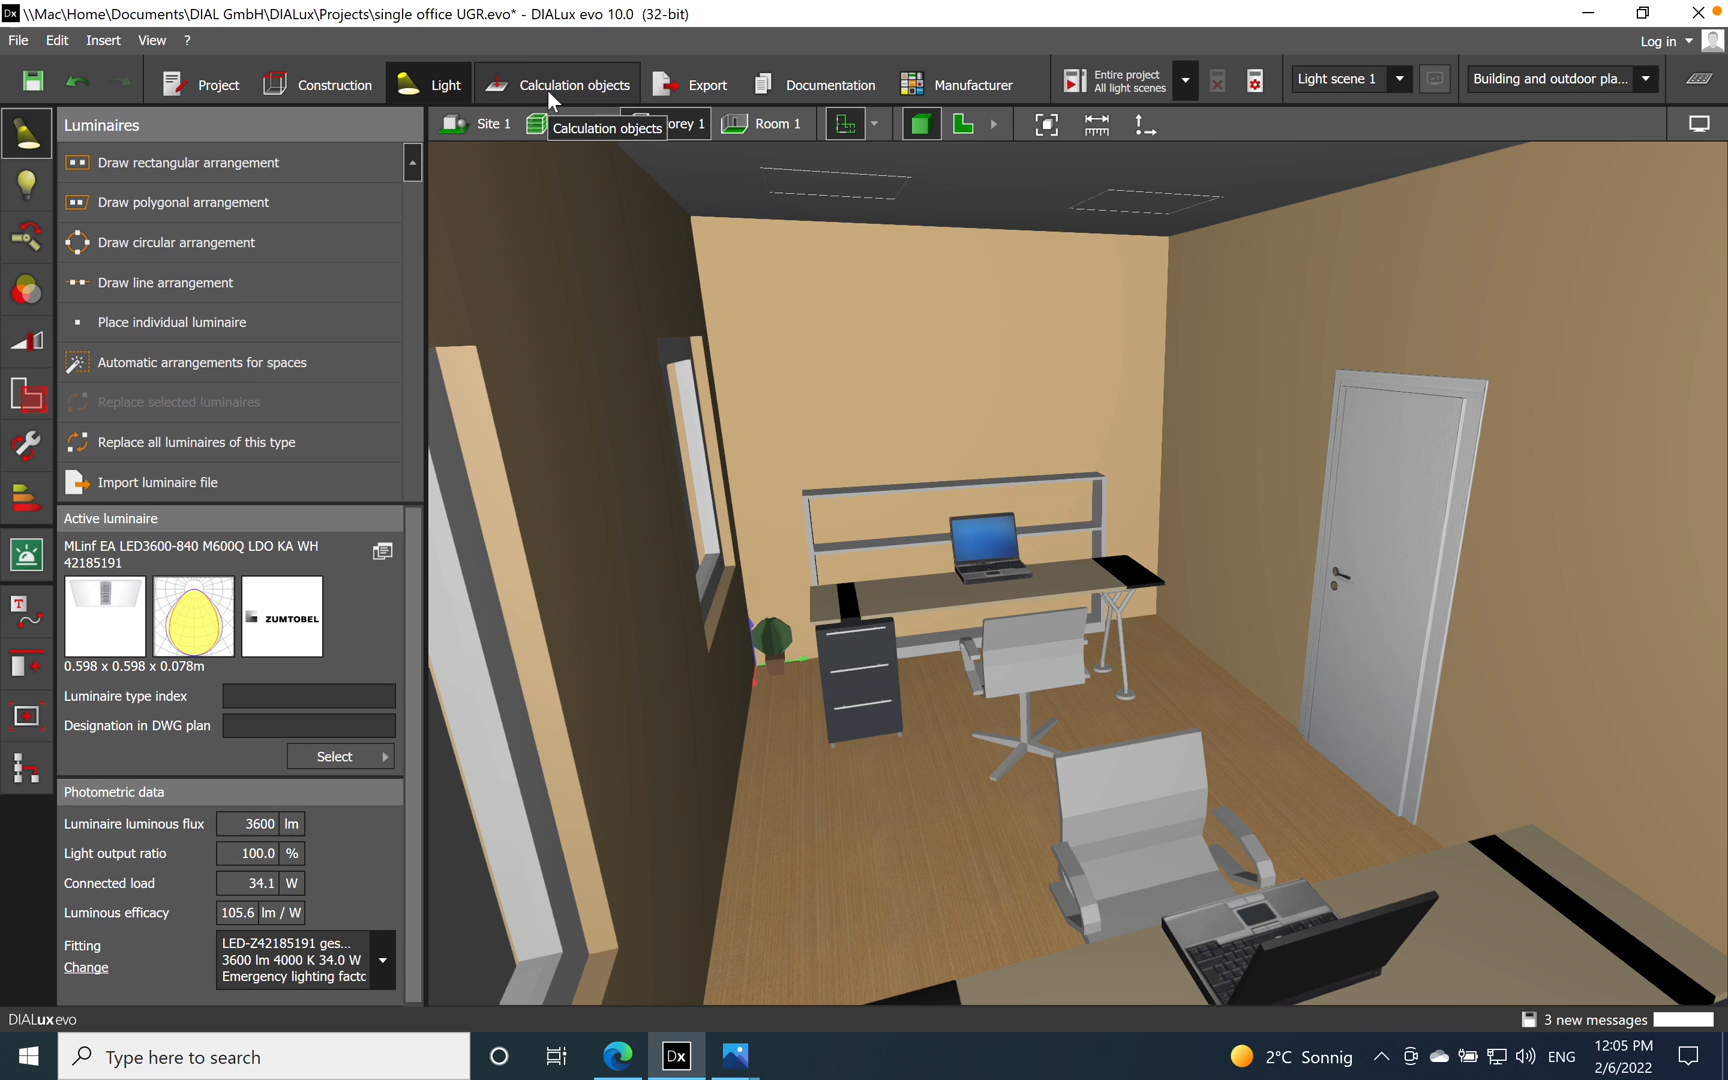 Dx \\Mac\Home\Documents\DIAL GmbH\DIALux\Projects\single office UGR.evo* - DIALux evo 10.0 (32-bit)
File Edit Insert View ?
Log in
Project Construction Light Calculation objects Export Documentation Manufacturer
Entire project
All light scenes
Light scene 1
Building and outdoor pla...
Luminaires
Site 1
orey 1
Room 1
Calculation objects
Draw rectangular arrangement
Draw polygonal arrangement
Draw circular arrangement
Draw line arrangement
Place individual luminaire
Automatic arrangements for spaces
Replace selected luminaires
Replace all luminaires of this type
Import luminaire file
Active luminaire
MLinf EA LED3600-840 M600Q LDO KA WH
42185191
ZUMTOBEL
0.598 x 0.598 x 0.078m
Luminaire type index
Designation in DWG plan
Select
Photometric data
Luminaire luminous flux 3600 lm
Light output ratio 100.0 %
Connected load 34.1 W
Luminous efficacy 105.6 lm / W
Fitting
Change
LED-Z42185191 ges...
3600 lm 4000 K 34.0 W
Emergency lighting factc
DIALux evo
3 new messages
Type here to search
Dx
2°C Sonnig
ENG
12:05 PM
2/6/2022